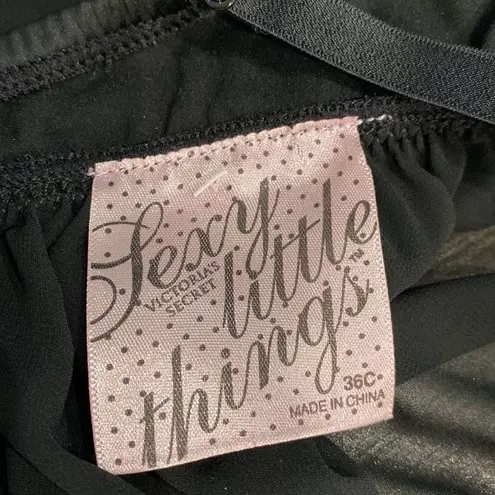 Sexy
VICTORIA'S
SECRET
little
things™
36C
MADE IN CHINA